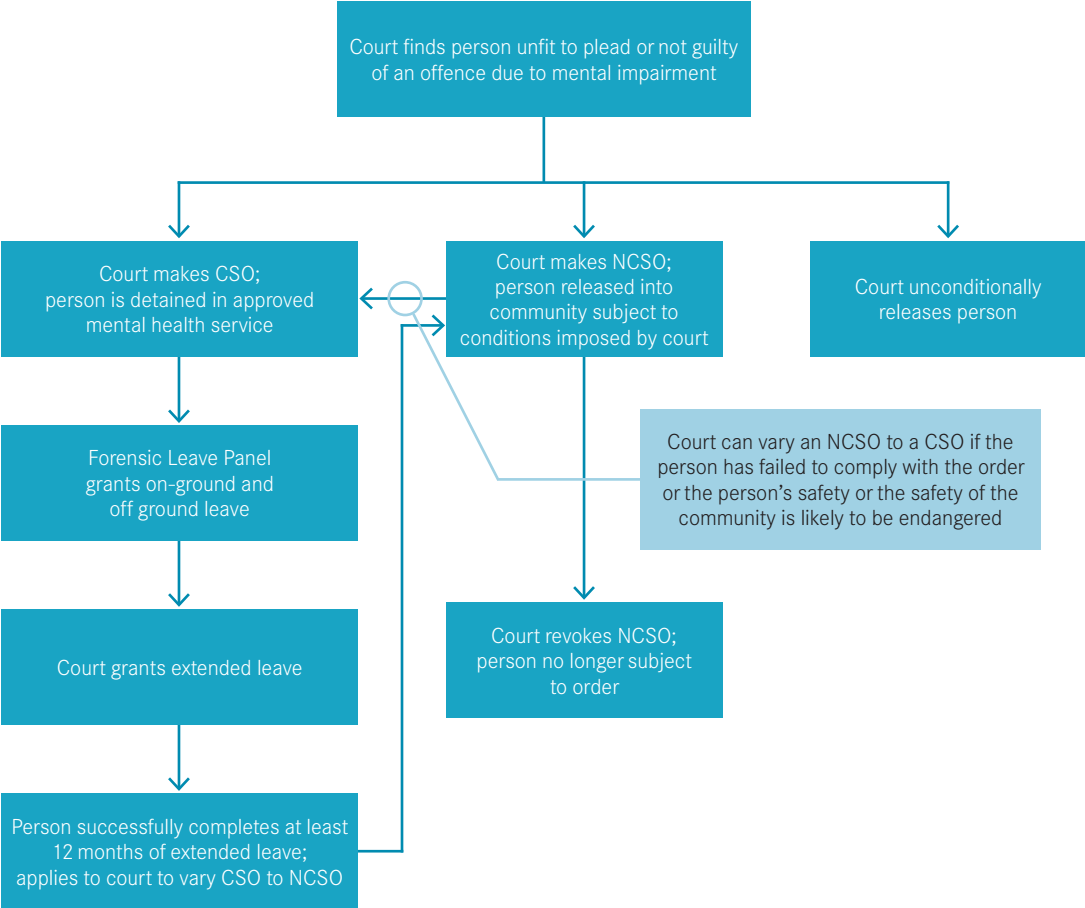 Court finds person unfit to plead or not guilty
of an offence due to mental impairment
Court makes CSO;
person is detained in approved
mental health service
Court makes NCSO;
person released into
community subject to
conditions imposed by court
Court unconditionally
releases person
Forensic Leave Panel
grants on-ground and
off ground leave
Court can vary an NCSO to a CSO if the
person has failed to comply with the order
or the person’s safety or the safety of the
community is likely to be endangered
Court grants extended leave
Court revokes NCSO;
person no longer subject
to order
Person successfully completes at least
12 months of extended leave;
applies to court to vary CSO to NCSO